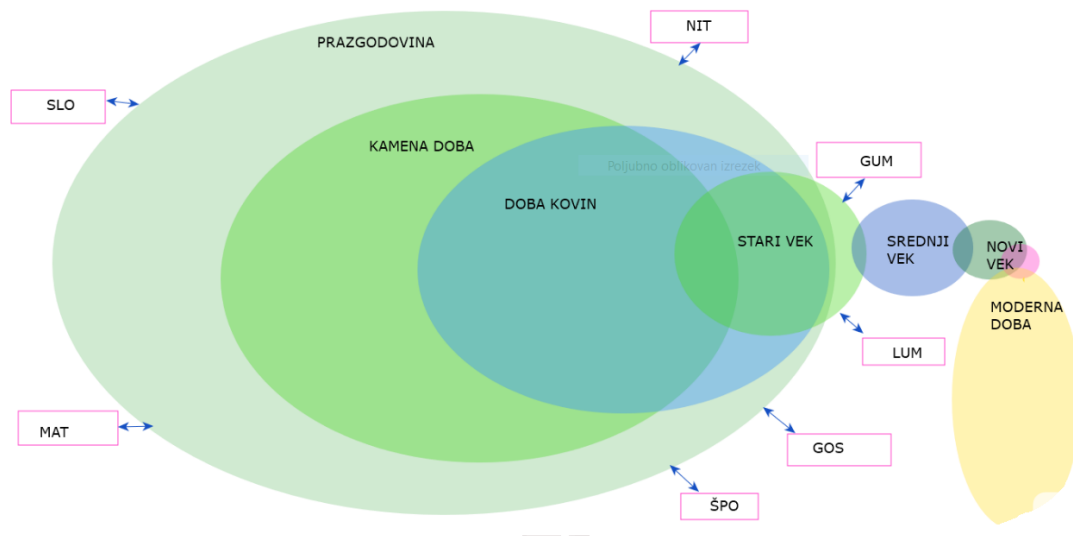 NIT
PRAZGODOVINA
SLO
KAMENA DOBA
GUM
Poljubno oblikovan izrezek
DOBA KOVIN
STARI VEK
SREDNJI
VEK
NOVI
VEK
MODERNA
DOBA
LUM
MAT
GOS
ŠPO